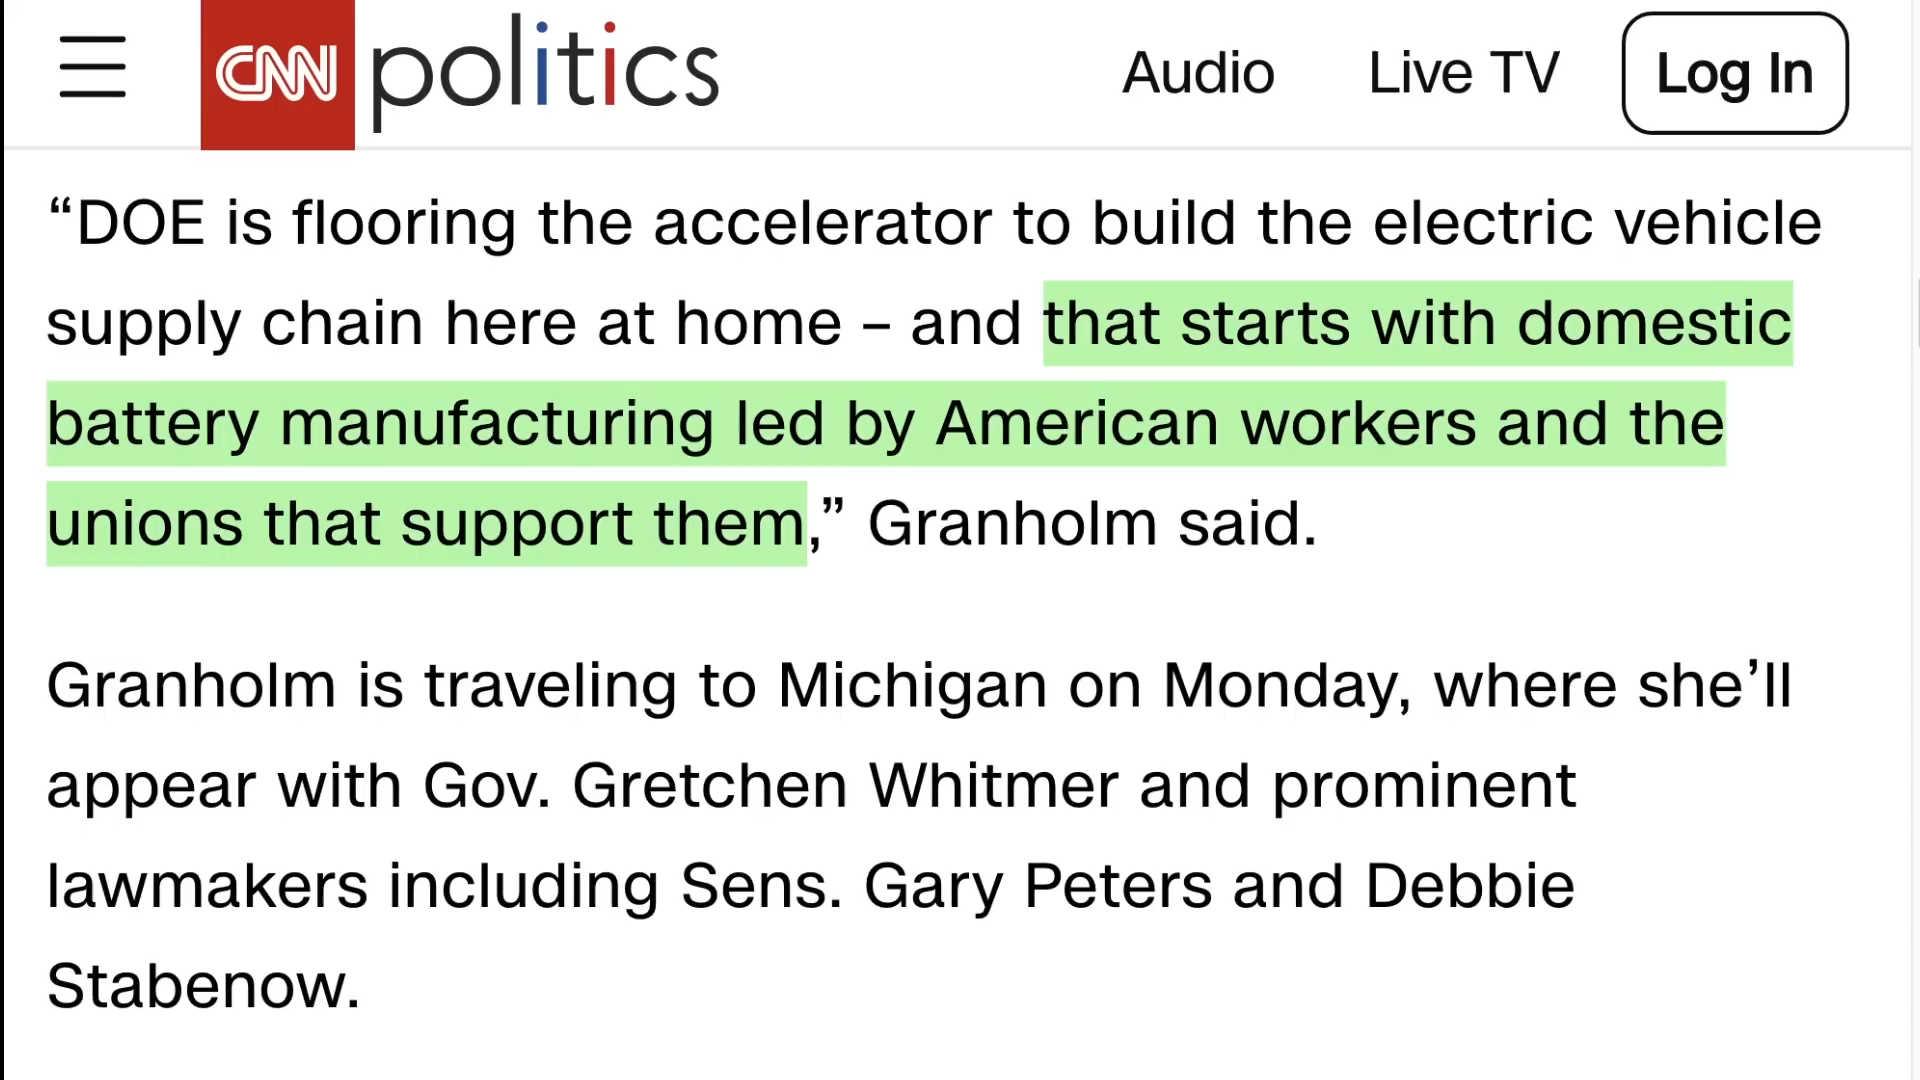 CNN politics Audio Live TV Log In
“DOE is flooring the accelerator to build the electric vehicle
supply chain here at home – and that starts with domestic
battery manufacturing led by American workers and the
unions that support them,” Granholm said.
Granholm is traveling to Michigan on Monday, where she’ll
appear with Gov. Gretchen Whitmer and prominent
lawmakers including Sens. Gary Peters and Debbie
Stabenow.